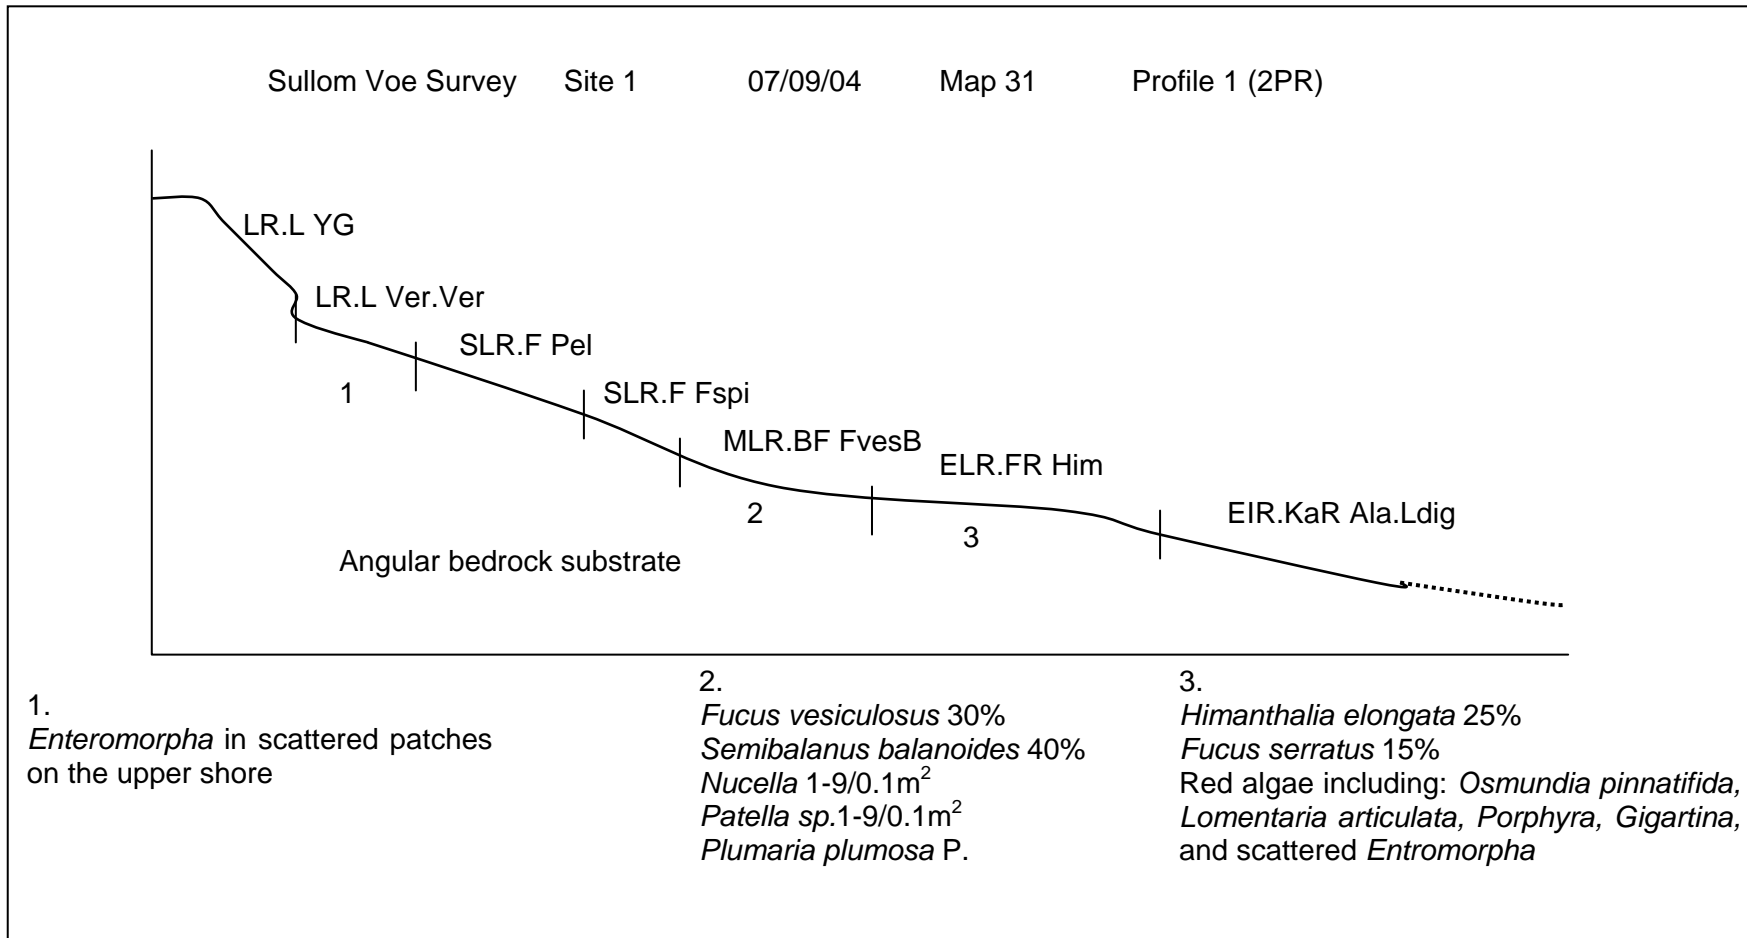 Sullom Voe Survey Site 1 07/09/04 Map 31 Profile 1 (2PR)
LR.L YG
LR.L Ver.Ver
SLR.F Pel
1
SLR.F Fspi
MLR.BF FvesB
ELR.FR Him
2
EIR.KaR Ala.Ldig
3
Angular bedrock substrate
1.
Enteromorpha in scattered patches
on the upper shore
2.
Fucus vesiculosus 30%
Semibalanus balanoides 40%
Nucella 1-9/0.1m²
Patella sp.1-9/0.1m²
Plumaria plumosa P.
3.
Himanthalia elongata 25%
Fucus serratus 15%
Red algae including: Osmundia pinnatifida,
Lomentaria articulata, Porphyra, Gigartina,
and scattered Entromorpha